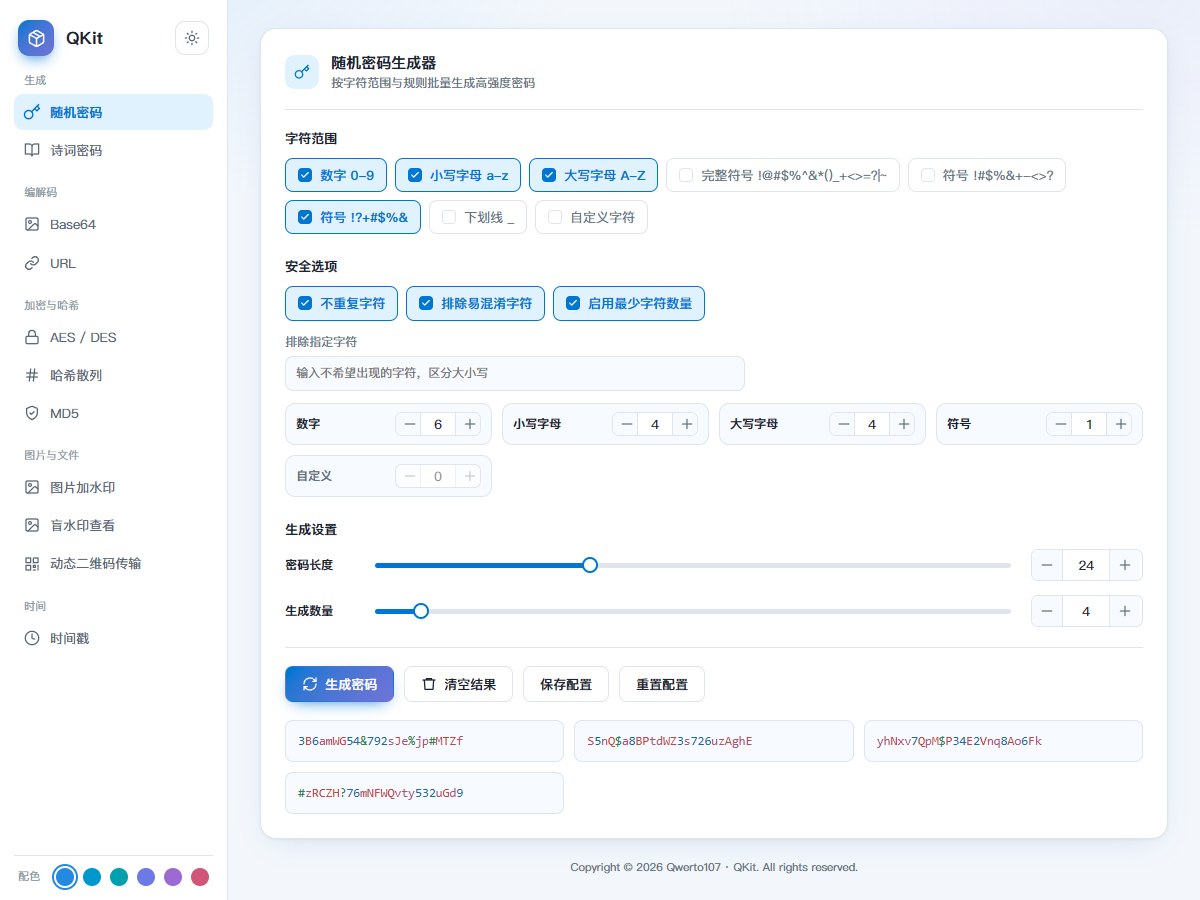 QKit
生成
随机密码
诗词密码
编解码
Base64
URL
加密与哈希
AES / DES
哈希散列
MD5
图片与文件
图片加水印
盲水印查看
动态二维码传输
时间
时间戳
配色
随机密码生成器
按字符范围与规则批量生成高强度密码
字符范围
数字 0–9
小写字母 a–z
大写字母 A–Z
完整符号 !@#$%^&*()_+<>=?|~
符号 !#$%&+−<>?
符号 !?+#$%&
下划线 _
自定义字符
安全选项
不重复字符
排除易混淆字符
启用最少字符数量
排除指定字符
输入不希望出现的字符，区分大小写
数字 6
小写字母 4
大写字母 4
符号 1
自定义 0
生成设置
密码长度 24
生成数量 4
生成密码
清空结果
保存配置
重置配置
3B6amWG54&792sJe%jp#MTZf
S5nQ$a8BPtdWZ3s726uzAghE
yhNxv7QpM$P34E2Vnq8Ao6Fk
#zRCZH?76mNFWQvty532uGd9
Copyright © 2026 Qwerto107 · QKit. All rights reserved.